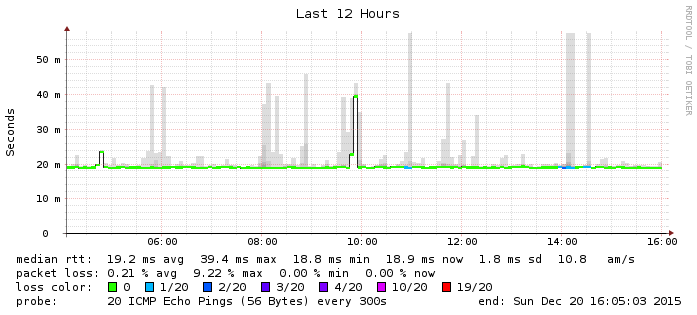 Last 12 Hours
RRDTOOL / TOBI OETIKER
Seconds
50 m
40 m
30 m
20 m
10 m
0
06:00 08:00 10:00 12:00 14:00 16:00
median rtt: 19.2 ms avg 39.4 ms max 18.8 ms min 18.9 ms now 1.8 ms sd 10.8 am/s
packet loss: 0.21 % avg 9.22 % max 0.00 % min 0.00 % now
loss color: 0 1/20 2/20 3/20 4/20 10/20 19/20
probe: 20 ICMP Echo Pings (56 Bytes) every 300s end: Sun Dec 20 16:05:03 2015